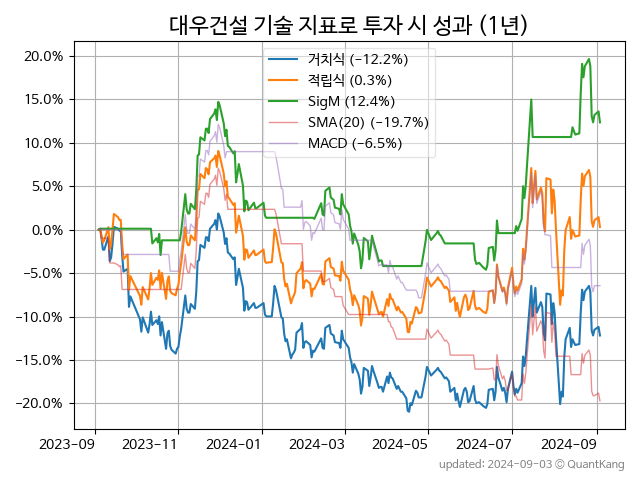 대우건설 기술 지표로 투자 시 성과 (1년)
20.0%
15.0%
10.0%
5.0%
0.0%
−5.0%
−10.0%
−15.0%
−20.0%
거치식 (−12.2%)
적립식 (0.3%)
SigM (12.4%)
SMA(20) (−19.7%)
MACD (−6.5%)
2023-09 2023-11 2024-01 2024-03 2024-05 2024-07 2024-09
updated: 2024-09-03 © QuantKang